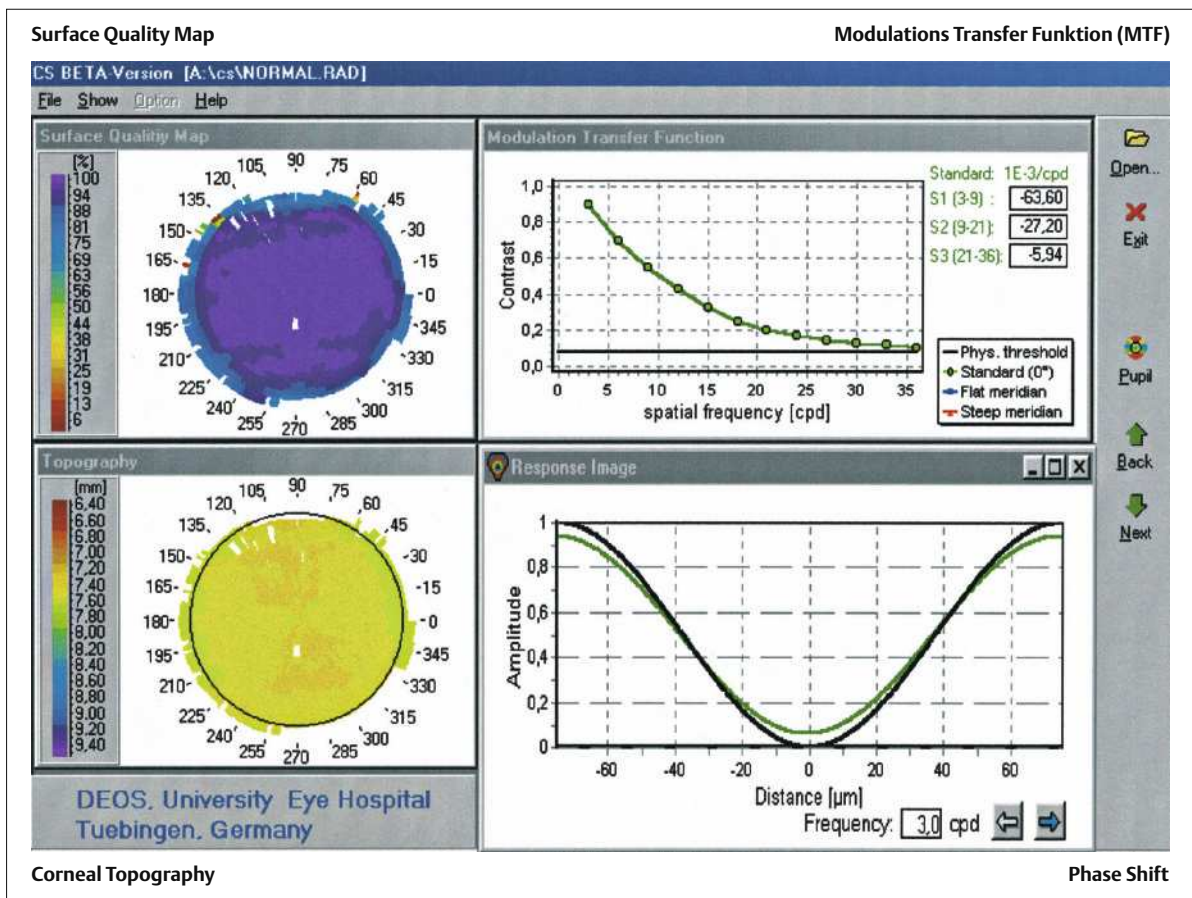 Surface Quality Map
Modulations Transfer Funktion (MTF)
CS BETA-Version [A:\cs\NORMAL.RAD]
File Show Option Help
Surface Qualitiy Map
[%]
100
94
88
81
75
69
63
56
50
44
38
31
25
19
13
6
90
105
75
120
60
135
45
150
30
165
15
180
0
195
345
210
330
225
315
240
300
255
285
270
Modulation Transfer Function
Contrast
1,0
0,8
0,6
0,4
0,2
0,0
0 5 10 15 20 25 30 35
spatial frequency [cpd]
Standard: 1E-3/cpd
S1 (3-9) : -63,60
S2 (9-21): -27,20
S3 (21-36): -5,94
Phys. threshold
Standard (0°)
Flat meridian
Steep meridian
Open...
Exit
Pupil
Back
Next
Topography
[mm]
6,40
6,60
6,80
7,00
7,20
7,40
7,60
7,80
8,00
8,20
8,40
8,60
8,80
9,00
9,20
9,40
90
105
75
120
60
135
45
150
30
165
15
180
0
195
345
210
330
225
315
240
300
255
285
270
Response Image
Amplitude
1
0,8
0,6
0,4
0,2
0
-60 -40 -20 0 20 40 60
Distance [µm]
Frequency: 3,0 cpd
DEOS, University Eye Hospital
Tuebingen, Germany
Corneal Topography
Phase Shift